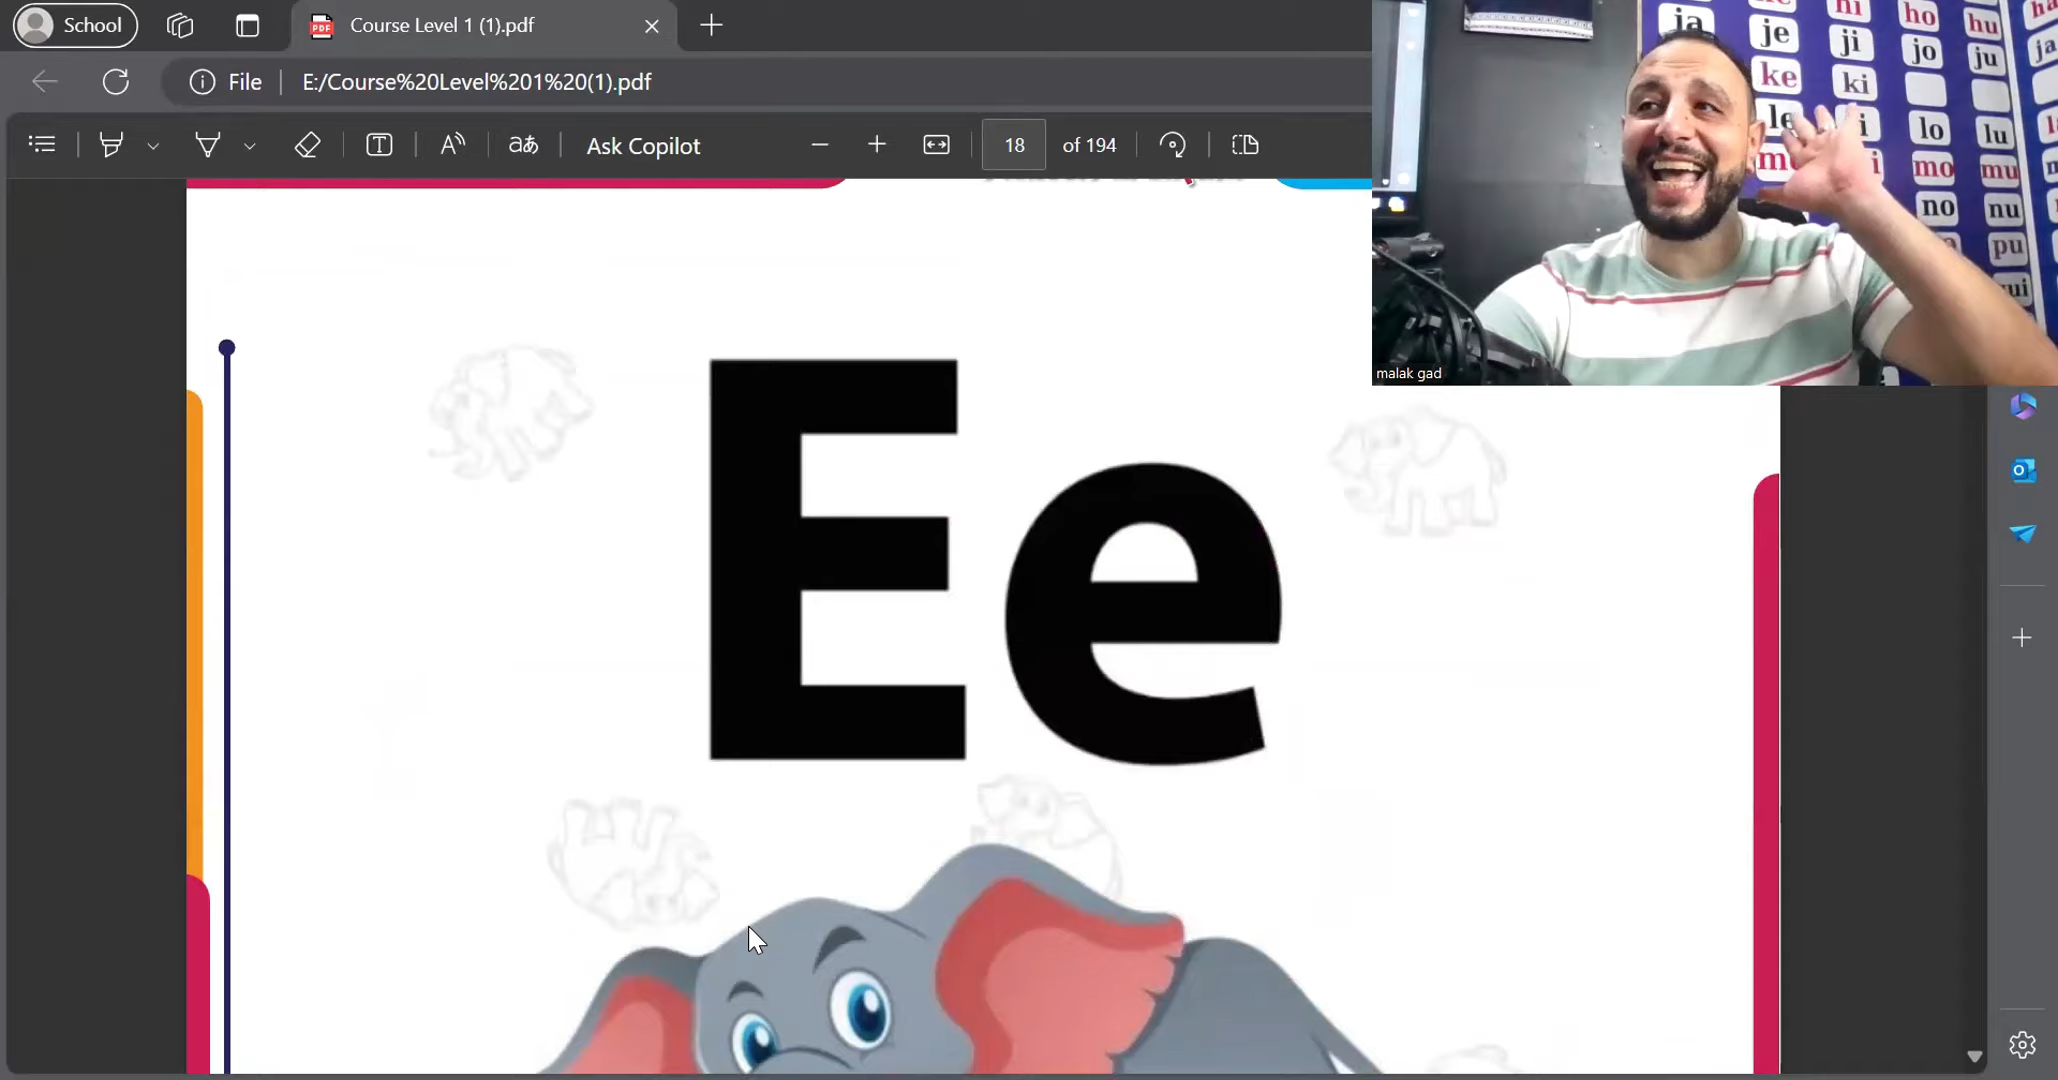 School
Course Level 1 (1).pdf
File
E:/Course%20Level%201%20(1).pdf
Ask Copilot
18
of 194
Ee
malak gad
hi ho hu
ja je ji jo ju
ke ki
le lo lu
mo mu
no nu
pu